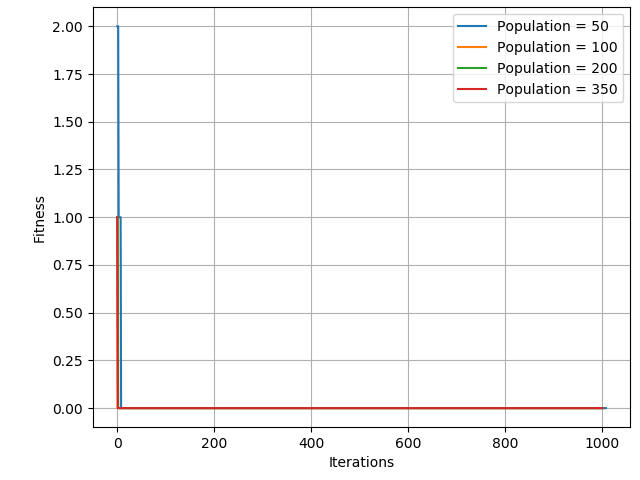 2.00
1.75
1.50
1.25
1.00
0.75
0.50
0.25
0.00
Fitness
Population = 50
Population = 100
Population = 200
Population = 350
0 200 400 600 800 1000
Iterations